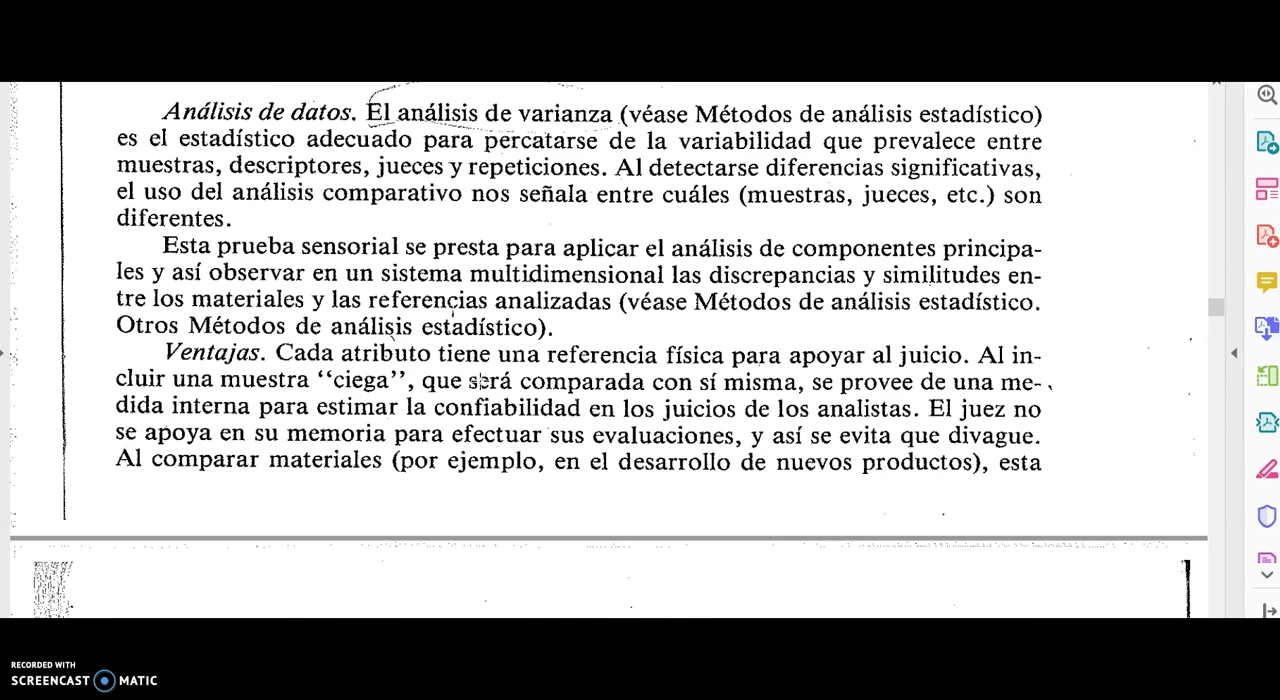 Análisis de datos. El análisis de varianza (véase Métodos de análisis estadístico)
es el estadístico adecuado para percatarse de la variabilidad que prevalece entre
muestras, descriptores, jueces y repeticiones. Al detectarse diferencias significativas,
el uso del análisis comparativo nos señala entre cuáles (muestras, jueces, etc.) son
diferentes.
Esta prueba sensorial se presta para aplicar el análisis de componentes principa-
les y así observar en un sistema multidimensional las discrepancias y similitudes en-
tre los materiales y las referencias analizadas (véase Métodos de análisis estadístico.
Otros Métodos de análisis estadístico).
Ventajas. Cada atributo tiene una referencia física para apoyar al juicio. Al in-
cluir una muestra “ciega”, que será comparada con sí misma, se provee de una me-
dida interna para estimar la confiabilidad en los juicios de los analistas. El juez no
se apoya en su memoria para efectuar sus evaluaciones, y así se evita que divague.
Al comparar materiales (por ejemplo, en el desarrollo de nuevos productos), esta
RECORDED WITH
SCREENCAST MATIC